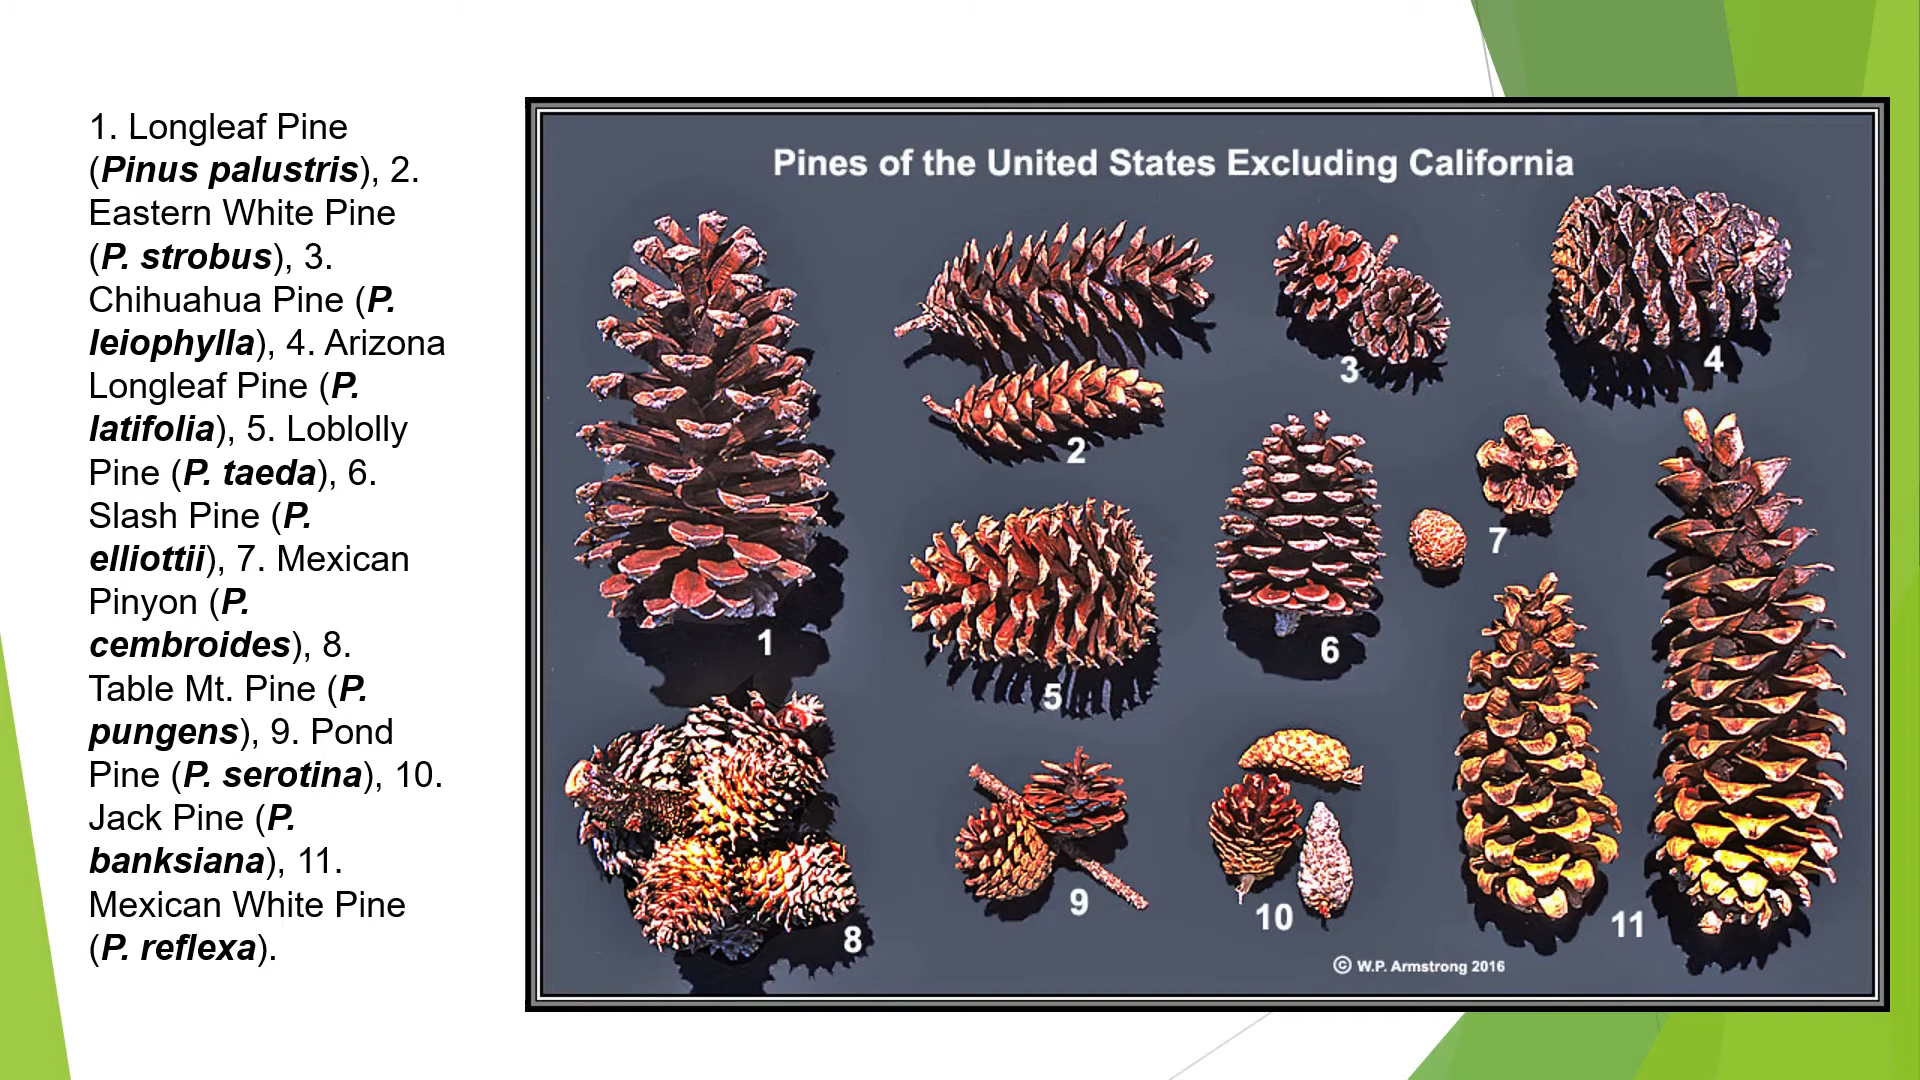 1. Longleaf Pine
(Pinus palustris), 2.
Eastern White Pine
(P. strobus), 3.
Chihuahua Pine (P.
leiophylla), 4. Arizona
Longleaf Pine (P.
latifolia), 5. Loblolly
Pine (P. taeda), 6.
Slash Pine (P.
elliottii), 7. Mexican
Pinyon (P.
cembroides), 8.
Table Mt. Pine (P.
pungens), 9. Pond
Pine (P. serotina), 10.
Jack Pine (P.
banksiana), 11.
Mexican White Pine
(P. reflexa).
Pines of the United States Excluding California
1
2
3
4
5
6
7
8
9
10
11
© W.P. Armstrong 2016